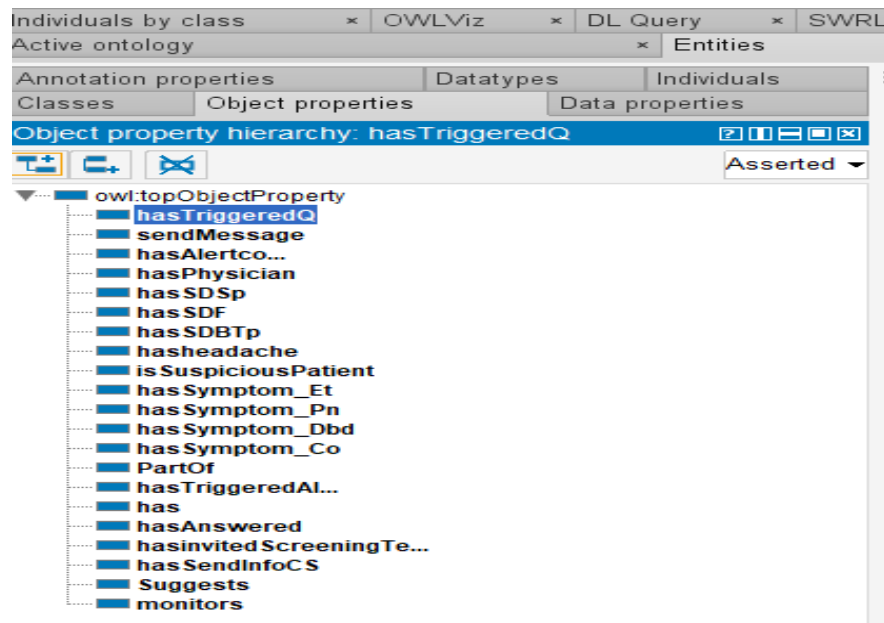 Individuals by class × OWLViz × DL Query × SWRL
Active ontology × Entities
Annotation properties Datatypes Individuals
Classes Object properties Data properties
Object property hierarchy: hasTriggeredQ
Asserted
owl:topObjectProperty
hasTriggeredQ
sendMessage
hasAlertco...
hasPhysician
hasSDSp
hasSDF
hasSDBTp
hasheadache
isSuspiciousPatient
hasSymptom_Et
hasSymptom_Pn
hasSymptom_Dbd
hasSymptom_Co
PartOf
hasTriggeredAl...
has
hasAnswered
hasinvitedScreeningTe...
hasSendInfoCS
Suggests
monitors